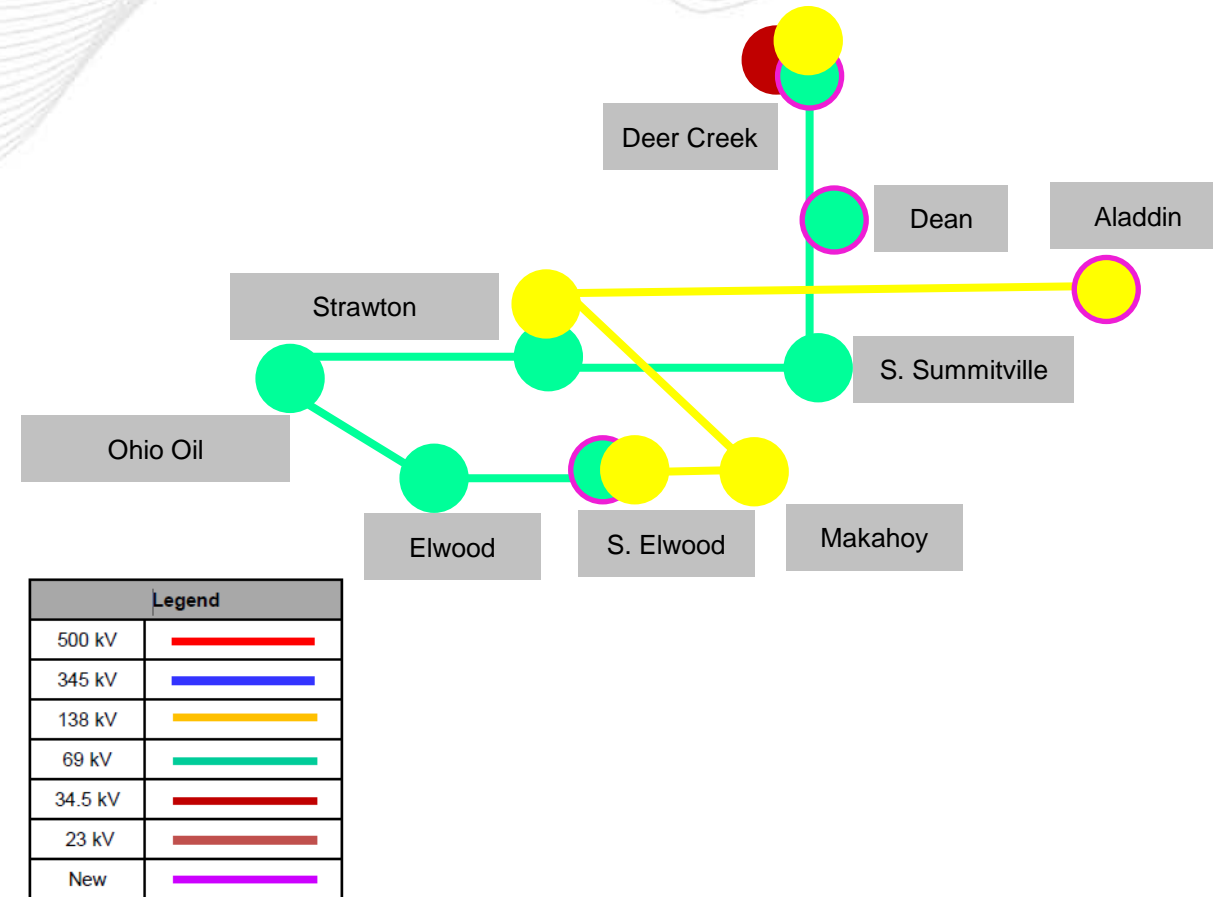 Deer Creek
Dean
Aladdin
Strawton
S. Summitville
Ohio Oil
Elwood
S. Elwood
Makahoy
Legend
500 kV
345 kV
138 kV
69 kV
34.5 kV
23 kV
New